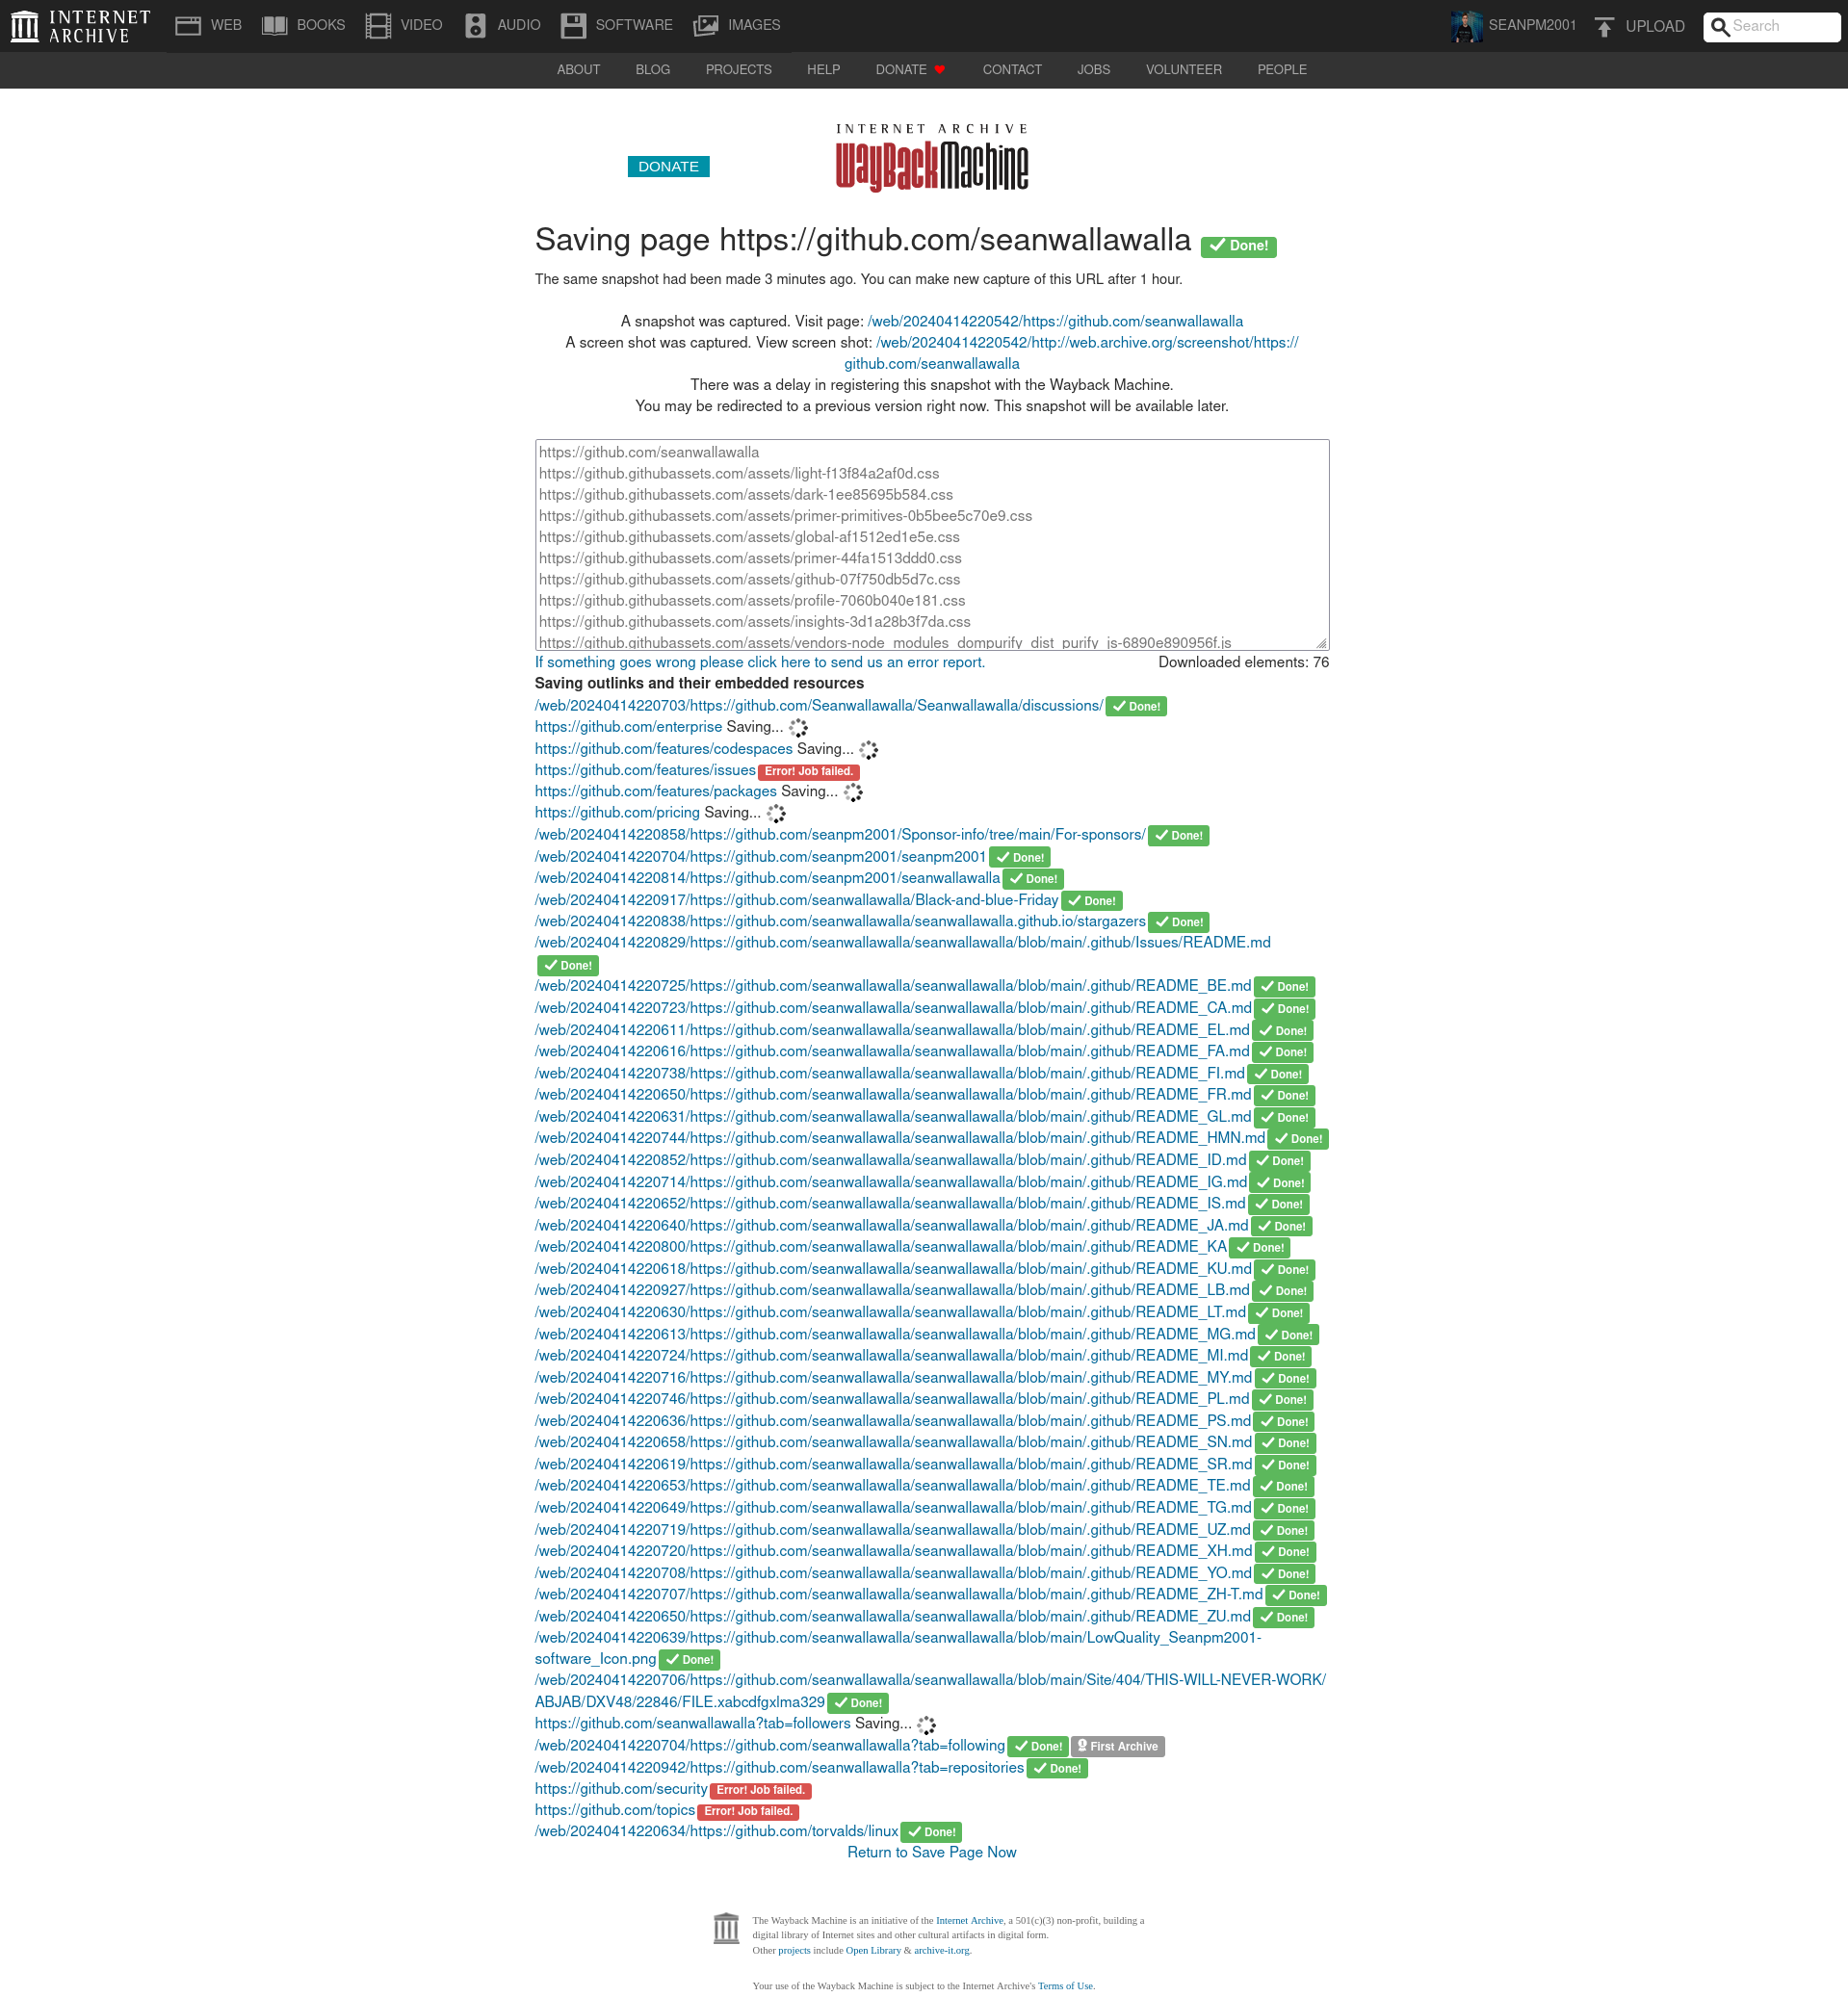 INTERNET ARCHIVE
WEB BOOKS VIDEO AUDIO SOFTWARE IMAGES SEANPM2001 UPLOAD Search
ABOUT BLOG PROJECTS HELP DONATE CONTACT JOBS VOLUNTEER PEOPLE
INTERNET ARCHIVE
DONATE
WayBackMachine
Saving page https://github.com/seanwallawalla Done!
The same snapshot had been made 3 minutes ago. You can make new capture of this URL after 1 hour.
A snapshot was captured. Visit page: /web/20240414220542/https://github.com/seanwallawalla
A screen shot was captured. View screen shot: /web/20240414220542/http://web.archive.org/screenshot/https://
github.com/seanwallawalla
There was a delay in registering this snapshot with the Wayback Machine.
You may be redirected to a previous version right now. This snapshot will be available later.
https://github.com/seanwallawalla
https://github.githubassets.com/assets/light-f13f84a2af0d.css
https://github.githubassets.com/assets/dark-1ee85695b584.css
https://github.githubassets.com/assets/primer-primitives-0b5bee5c70e9.css
https://github.githubassets.com/assets/global-af1512ed1e5e.css
https://github.githubassets.com/assets/primer-44fa1513ddd0.css
https://github.githubassets.com/assets/github-07f750db5d7c.css
https://github.githubassets.com/assets/profile-7060b040e181.css
https://github.githubassets.com/assets/insights-3d1a28b3f7da.css
https://github.githubassets.com/assets/vendors-node_modules_dompurify_dist_purify_js-6890e890956f.js
If something goes wrong please click here to send us an error report. Downloaded elements: 76
Saving outlinks and their embedded resources
/web/20240414220703/https://github.com/Seanwallawalla/Seanwallawalla/discussions/ Done!
https://github.com/enterprise Saving...
https://github.com/features/codespaces Saving...
https://github.com/features/issues Error! Job failed.
https://github.com/features/packages Saving...
https://github.com/pricing Saving...
/web/20240414220858/https://github.com/seanpm2001/Sponsor-info/tree/main/For-sponsors/ Done!
/web/20240414220704/https://github.com/seanpm2001/seanpm2001 Done!
/web/20240414220814/https://github.com/seanpm2001/seanwallawalla Done!
/web/20240414220917/https://github.com/seanwallawalla/Black-and-blue-Friday Done!
/web/20240414220838/https://github.com/seanwallawalla/seanwallawalla.github.io/stargazers Done!
/web/20240414220829/https://github.com/seanwallawalla/seanwallawalla/blob/main/.github/Issues/README.md
Done!
/web/20240414220725/https://github.com/seanwallawalla/seanwallawalla/blob/main/.github/README_BE.md Done!
/web/20240414220723/https://github.com/seanwallawalla/seanwallawalla/blob/main/.github/README_CA.md Done!
/web/20240414220611/https://github.com/seanwallawalla/seanwallawalla/blob/main/.github/README_EL.md Done!
/web/20240414220616/https://github.com/seanwallawalla/seanwallawalla/blob/main/.github/README_FA.md Done!
/web/20240414220738/https://github.com/seanwallawalla/seanwallawalla/blob/main/.github/README_FI.md Done!
/web/20240414220650/https://github.com/seanwallawalla/seanwallawalla/blob/main/.github/README_FR.md Done!
/web/20240414220631/https://github.com/seanwallawalla/seanwallawalla/blob/main/.github/README_GL.md Done!
/web/20240414220744/https://github.com/seanwallawalla/seanwallawalla/blob/main/.github/README_HMN.md Done!
/web/20240414220852/https://github.com/seanwallawalla/seanwallawalla/blob/main/.github/README_ID.md Done!
/web/20240414220714/https://github.com/seanwallawalla/seanwallawalla/blob/main/.github/README_IG.md Done!
/web/20240414220652/https://github.com/seanwallawalla/seanwallawalla/blob/main/.github/README_IS.md Done!
/web/20240414220640/https://github.com/seanwallawalla/seanwallawalla/blob/main/.github/README_JA.md Done!
/web/20240414220800/https://github.com/seanwallawalla/seanwallawalla/blob/main/.github/README_KA Done!
/web/20240414220618/https://github.com/seanwallawalla/seanwallawalla/blob/main/.github/README_KU.md Done!
/web/20240414220927/https://github.com/seanwallawalla/seanwallawalla/blob/main/.github/README_LB.md Done!
/web/20240414220630/https://github.com/seanwallawalla/seanwallawalla/blob/main/.github/README_LT.md Done!
/web/20240414220613/https://github.com/seanwallawalla/seanwallawalla/blob/main/.github/README_MG.md Done!
/web/20240414220724/https://github.com/seanwallawalla/seanwallawalla/blob/main/.github/README_MI.md Done!
/web/20240414220716/https://github.com/seanwallawalla/seanwallawalla/blob/main/.github/README_MY.md Done!
/web/20240414220746/https://github.com/seanwallawalla/seanwallawalla/blob/main/.github/README_PL.md Done!
/web/20240414220636/https://github.com/seanwallawalla/seanwallawalla/blob/main/.github/README_PS.md Done!
/web/20240414220658/https://github.com/seanwallawalla/seanwallawalla/blob/main/.github/README_SN.md Done!
/web/20240414220619/https://github.com/seanwallawalla/seanwallawalla/blob/main/.github/README_SR.md Done!
/web/20240414220653/https://github.com/seanwallawalla/seanwallawalla/blob/main/.github/README_TE.md Done!
/web/20240414220649/https://github.com/seanwallawalla/seanwallawalla/blob/main/.github/README_TG.md Done!
/web/20240414220719/https://github.com/seanwallawalla/seanwallawalla/blob/main/.github/README_UZ.md Done!
/web/20240414220720/https://github.com/seanwallawalla/seanwallawalla/blob/main/.github/README_XH.md Done!
/web/20240414220708/https://github.com/seanwallawalla/seanwallawalla/blob/main/.github/README_YO.md Done!
/web/20240414220707/https://github.com/seanwallawalla/seanwallawalla/blob/main/.github/README_ZH-T.md Done!
/web/20240414220650/https://github.com/seanwallawalla/seanwallawalla/blob/main/.github/README_ZU.md Done!
/web/20240414220639/https://github.com/seanwallawalla/seanwallawalla/blob/main/LowQuality_Seanpm2001-
software_Icon.png Done!
/web/20240414220706/https://github.com/seanwallawalla/seanwallawalla/blob/main/Site/404/THIS-WILL-NEVER-WORK/
ABJAB/DXV48/22846/FILE.xabcdfgxlma329 Done!
https://github.com/seanwallawalla?tab=followers Saving...
/web/20240414220704/https://github.com/seanwallawalla?tab=following Done! First Archive
/web/20240414220942/https://github.com/seanwallawalla?tab=repositories Done!
https://github.com/security Error! Job failed.
https://github.com/topics Error! Job failed.
/web/20240414220634/https://github.com/torvalds/linux Done!
Return to Save Page Now
The Wayback Machine is an initiative of the Internet Archive, a 501(c)(3) non-profit, building a
digital library of Internet sites and other cultural artifacts in digital form.
Other projects include Open Library & archive-it.org.
Your use of the Wayback Machine is subject to the Internet Archive's Terms of Use.